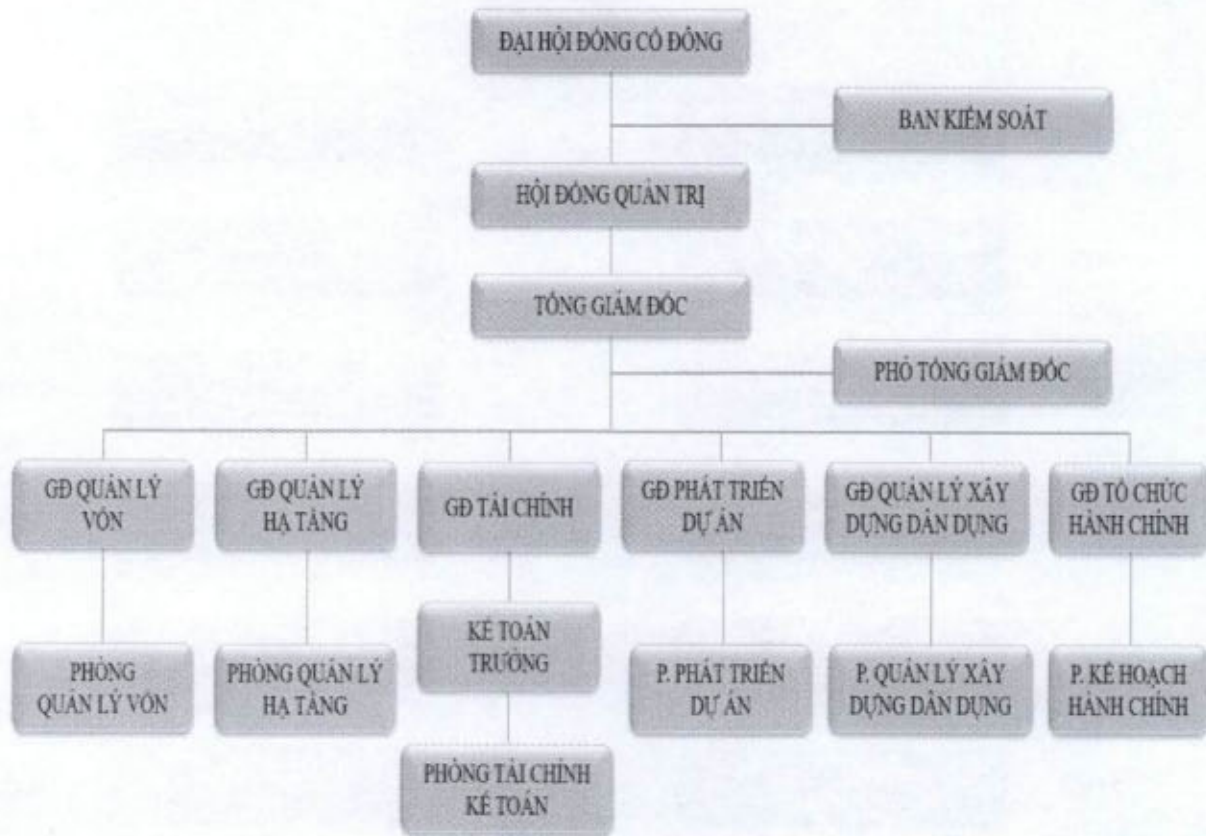 ĐẠI HỘI ĐỒNG CỔ ĐÔNG
BAN KIỂM SOÁT
HỘI ĐỒNG QUẢN TRỊ
TỔNG GIÁM ĐỐC
PHÓ TỔNG GIÁM ĐỐC
GĐ QUẢN LÝ
VỐN
GĐ QUẢN LÝ
HẠ TẦNG
GĐ TÀI CHÍNH
GĐ PHÁT TRIỂN
DỰ ÁN
GĐ QUẢN LÝ XÂY
DỰNG DÂN DỤNG
GĐ TỔ CHỨC
HÀNH CHÍNH
KẾ TOÁN
TRƯỞNG
PHÒNG
QUẢN LÝ VỐN
PHÒNG QUẢN LÝ
HẠ TẦNG
P. PHÁT TRIỂN
DỰ ÁN
P. QUẢN LÝ XÂY
DỰNG DÂN DỤNG
P. KẾ HOẠCH
HÀNH CHÍNH
PHÒNG TÀI CHÍNH
KẾ TOÁN